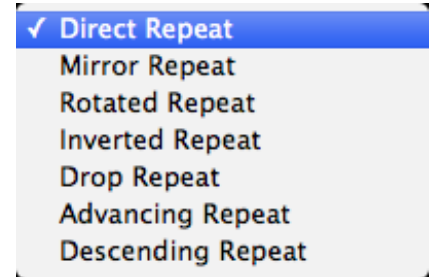 ✓ Direct Repeat
Mirror Repeat
Rotated Repeat
Inverted Repeat
Drop Repeat
Advancing Repeat
Descending Repeat